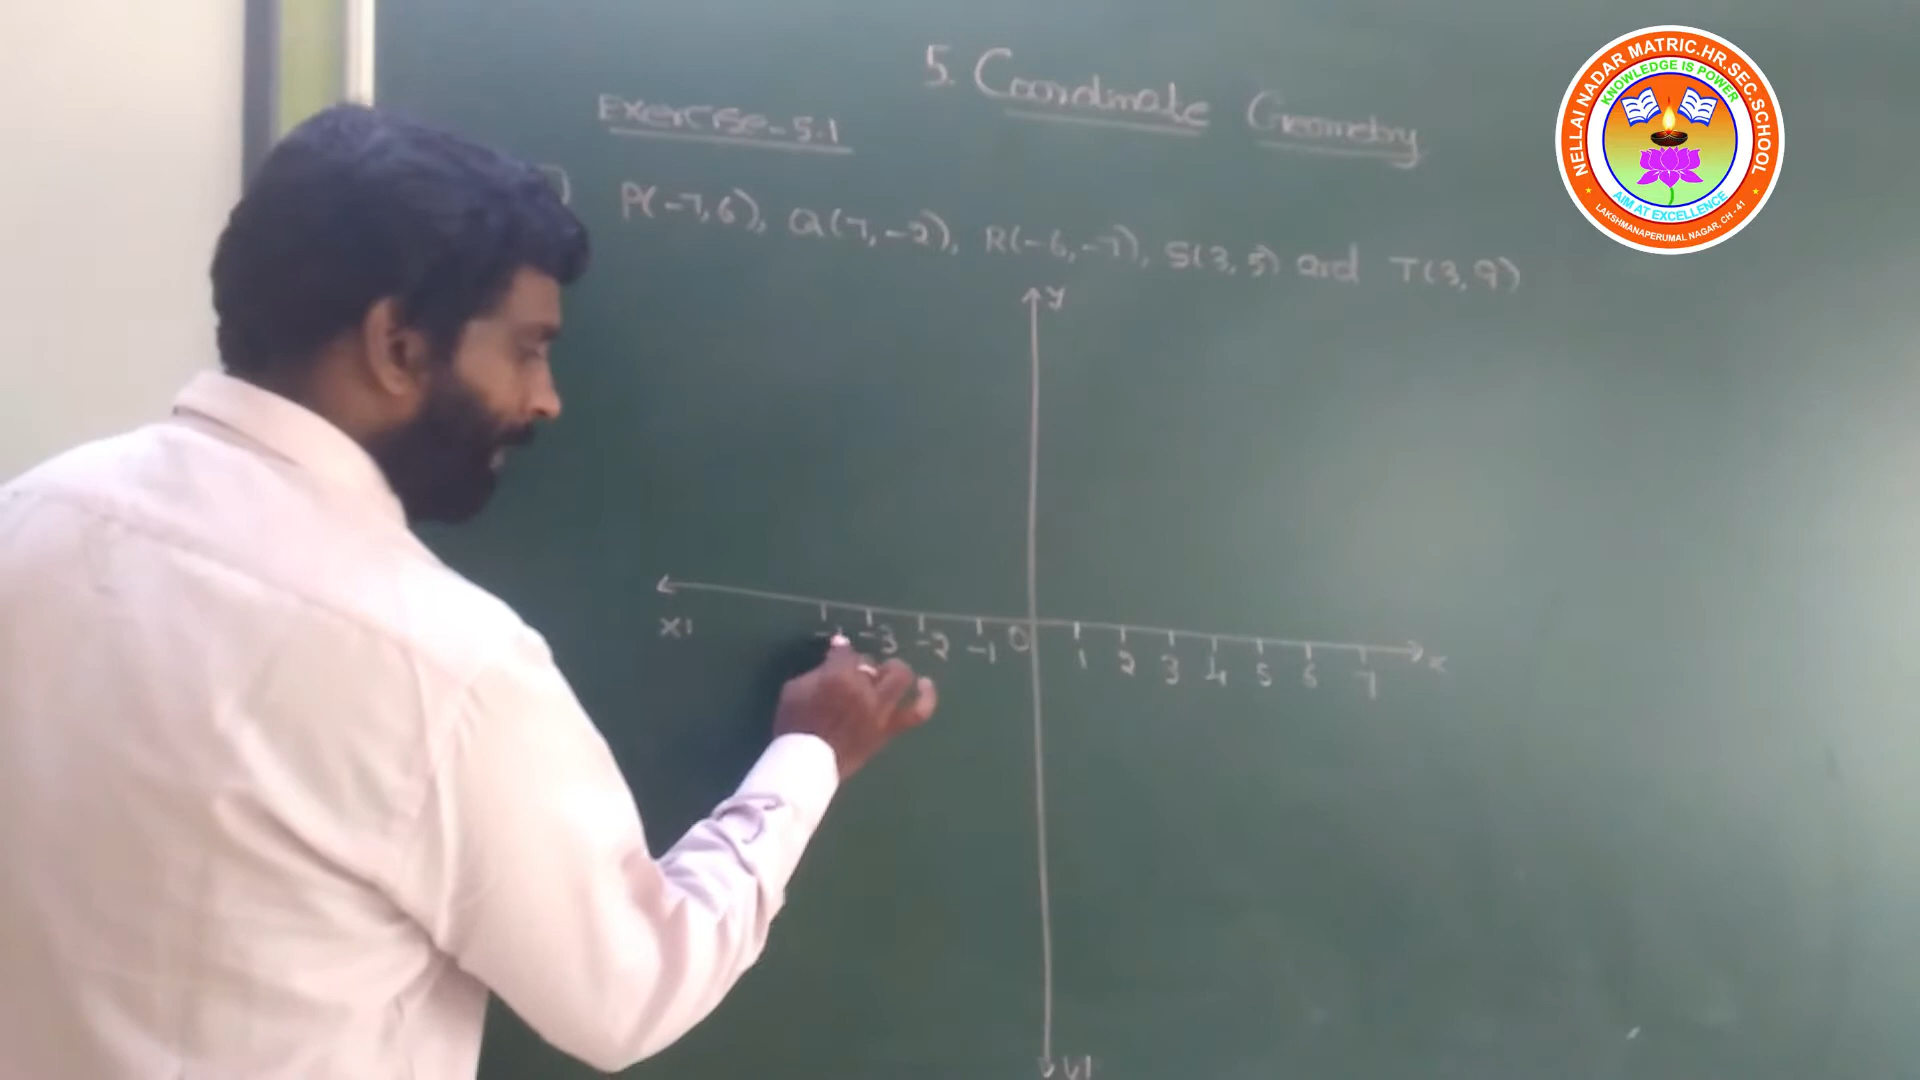 5. Coordinate Geometry
Exercise-5.1
P(-7,6), Q(7,-2), R(-6,-7), S(3,5) and T(3,9)
y
x1 -3 -2 -1 0 1 2 3 4 5 6 7 x
y1
NELLAI NADAR MATRIC.HR.SEC.SCHOOL
KNOWLEDGE IS POWER
AIM AT EXCELLENCE
LAKSHMANAPERUMAL NAGAR, CH - 41